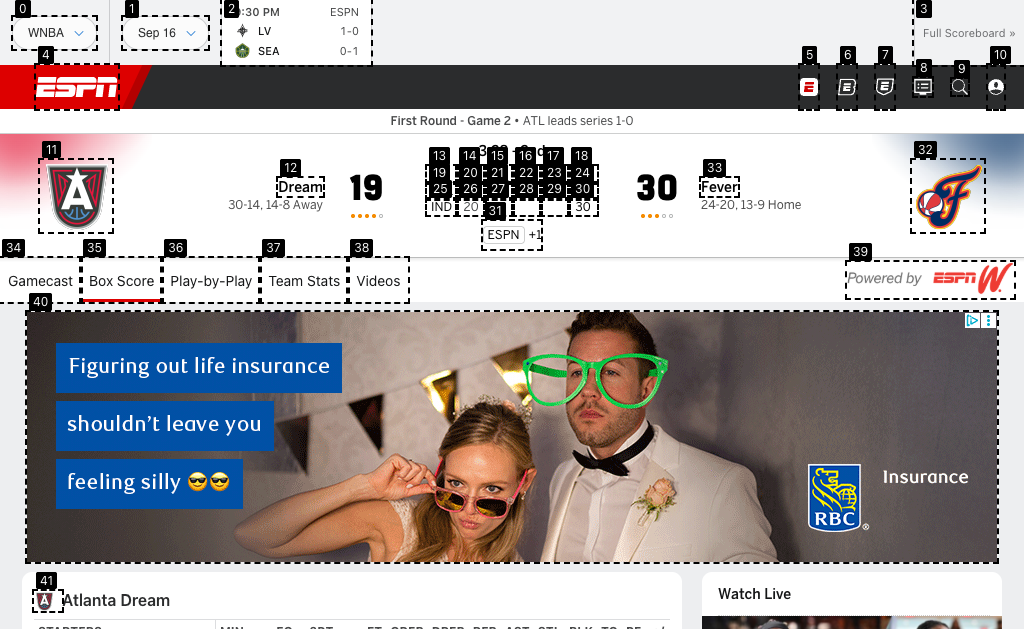 WNBA
Sep 16
:30 PM ESPN
LV 1-0
SEA 0-1
Full Scoreboard »
ESPN
First Round - Game 2 • ATL leads series 1-0
Dream
30-14, 14-8 Away
19
IND 20 30
ESPN +1
30
Fever
24-20, 13-9 Home
Gamecast
Box Score
Play-by-Play
Team Stats
Videos
Powered by ESPN W
Figuring out life insurance
shouldn't leave you
feeling silly 😎😎
RBC ®
Insurance
Atlanta Dream
Watch Live
0
1
2
3
4
5
6
7
8
9
10
11
12
13
14
15
16
17
18
19
20
21
22
23
24
25
26
27
28
29
30
31
32
33
34
35
36
37
38
39
40
41